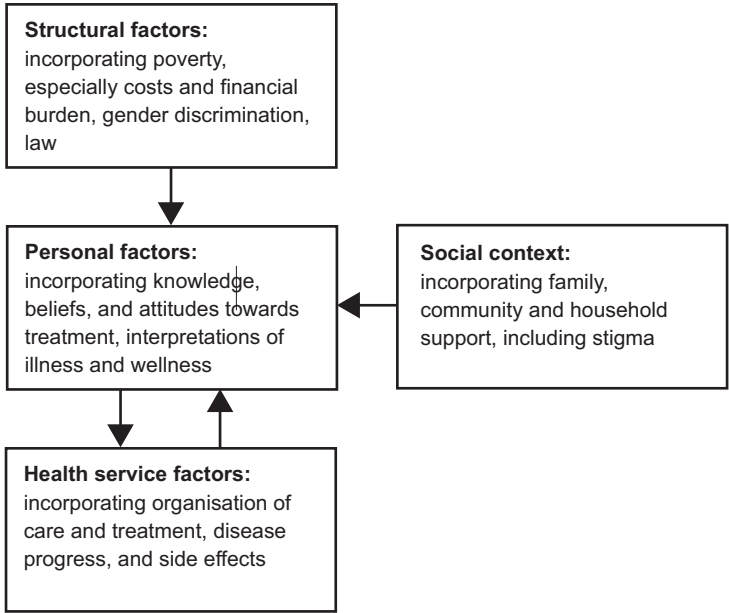 Structural factors:
incorporating poverty,
especially costs and financial
burden, gender discrimination,
law
Personal factors:
incorporating knowledge,
beliefs, and attitudes towards
treatment, interpretations of
illness and wellness
Social context:
incorporating family,
community and household
support, including stigma
Health service factors:
incorporating organisation of
care and treatment, disease
progress, and side effects